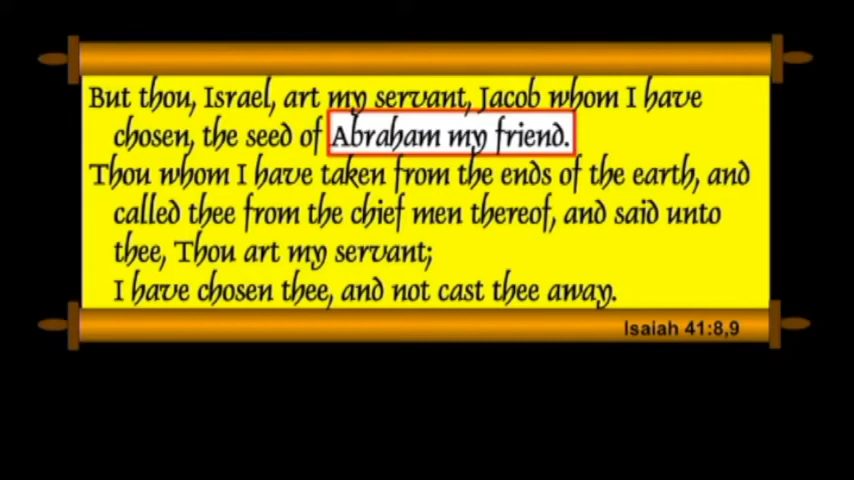 But thou, Israel, art my servant, Jacob whom I have
chosen, the seed of Abraham my friend.
Thou whom I have taken from the ends of the earth, and
called thee from the chief men thereof, and said unto
thee, Thou art my servant;
I have chosen thee, and not cast thee away.
Isaiah 41:8,9